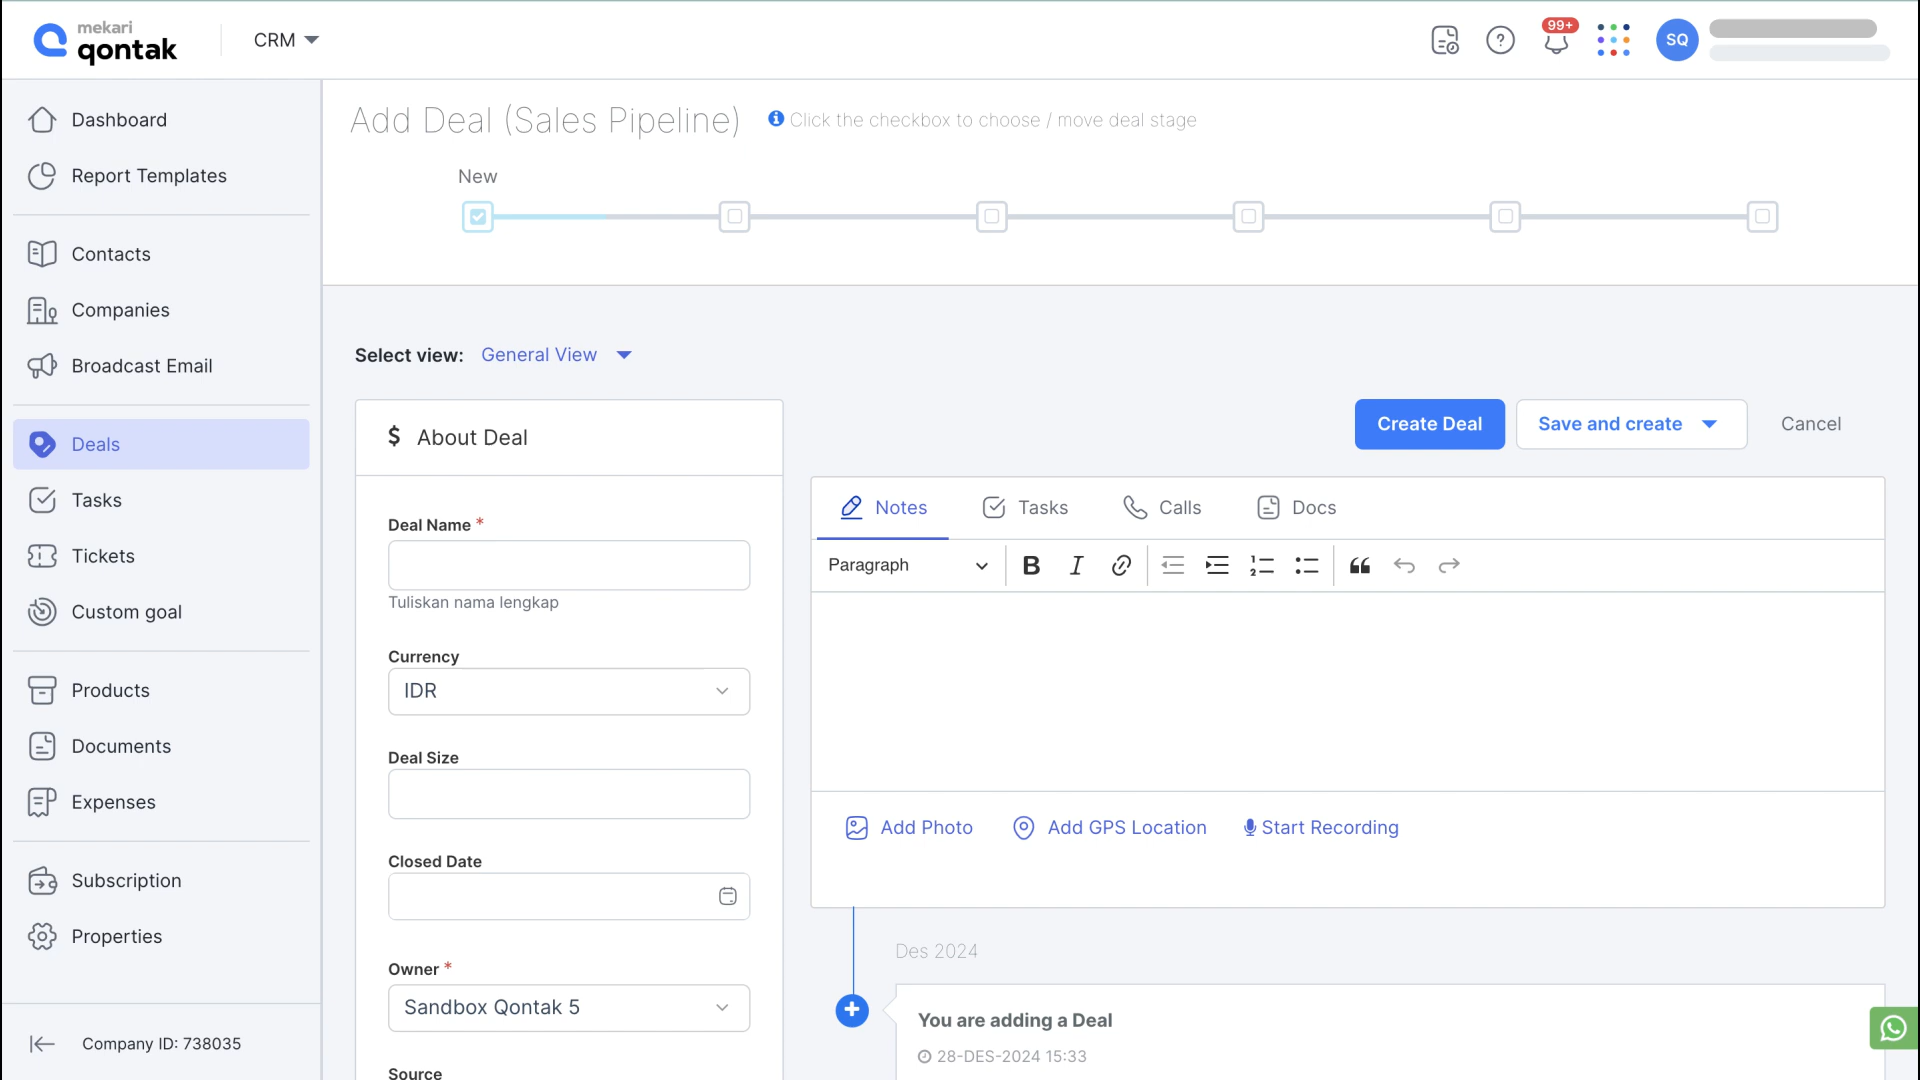 mekari
qontak
CRM
99+
SQ
Dashboard
Report Templates
Contacts
Companies
Broadcast Email
Deals
Tasks
Tickets
Custom goal
Products
Documents
Expenses
Subscription
Properties
Company ID: 738035
Add Deal (Sales Pipeline)
Click the checkbox to choose / move deal stage
New
Select view: General View
$ About Deal
Deal Name *
Tuliskan nama lengkap
Currency
IDR
Deal Size
Closed Date
Owner *
Sandbox Qontak 5
Source
Create Deal
Save and create
Cancel
Notes
Tasks
Calls
Docs
Paragraph
Add Photo
Add GPS Location
Start Recording
Des 2024
You are adding a Deal
28-DES-2024 15:33